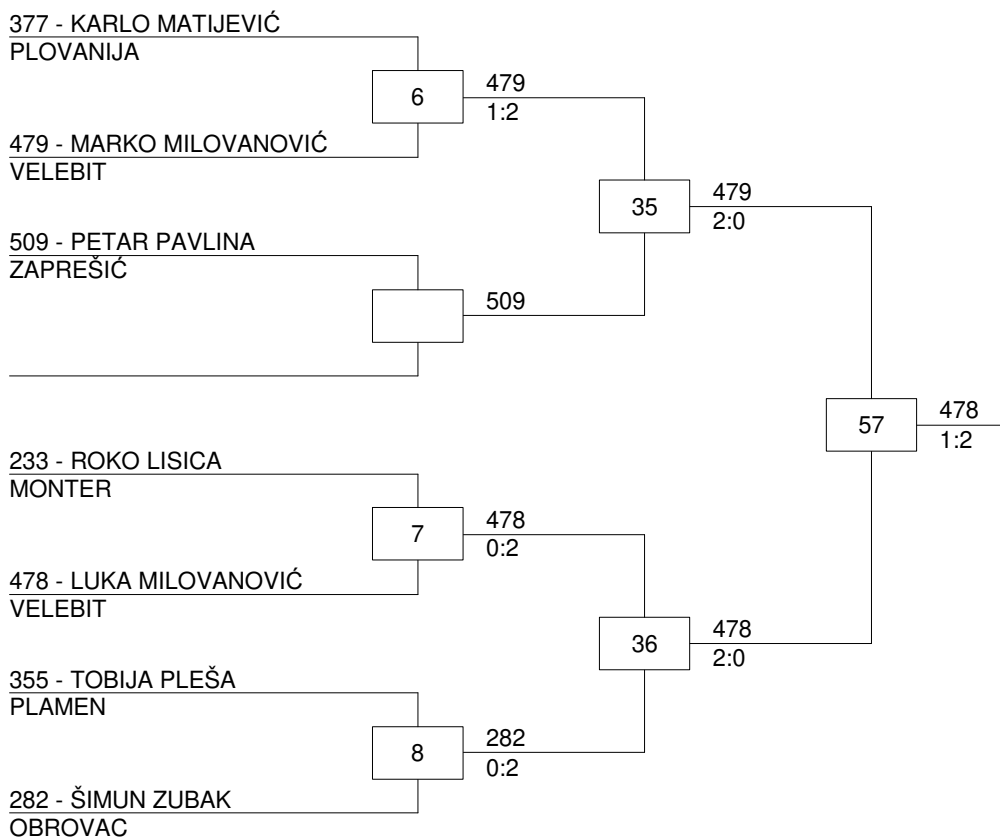 377 - KARLO MATIJEVIĆ
PLOVANIJA
6
479
1:2
479 - MARKO MILOVANOVIĆ
VELEBIT
35
479
2:0
509 - PETAR PAVLINA
ZAPREŠIĆ
509
57
478
1:2
233 - ROKO LISICA
MONTER
7
478
0:2
478 - LUKA MILOVANOVIĆ
VELEBIT
36
478
2:0
355 - TOBIJA PLEŠA
PLAMEN
8
282
0:2
282 - ŠIMUN ZUBAK
OBROVAC